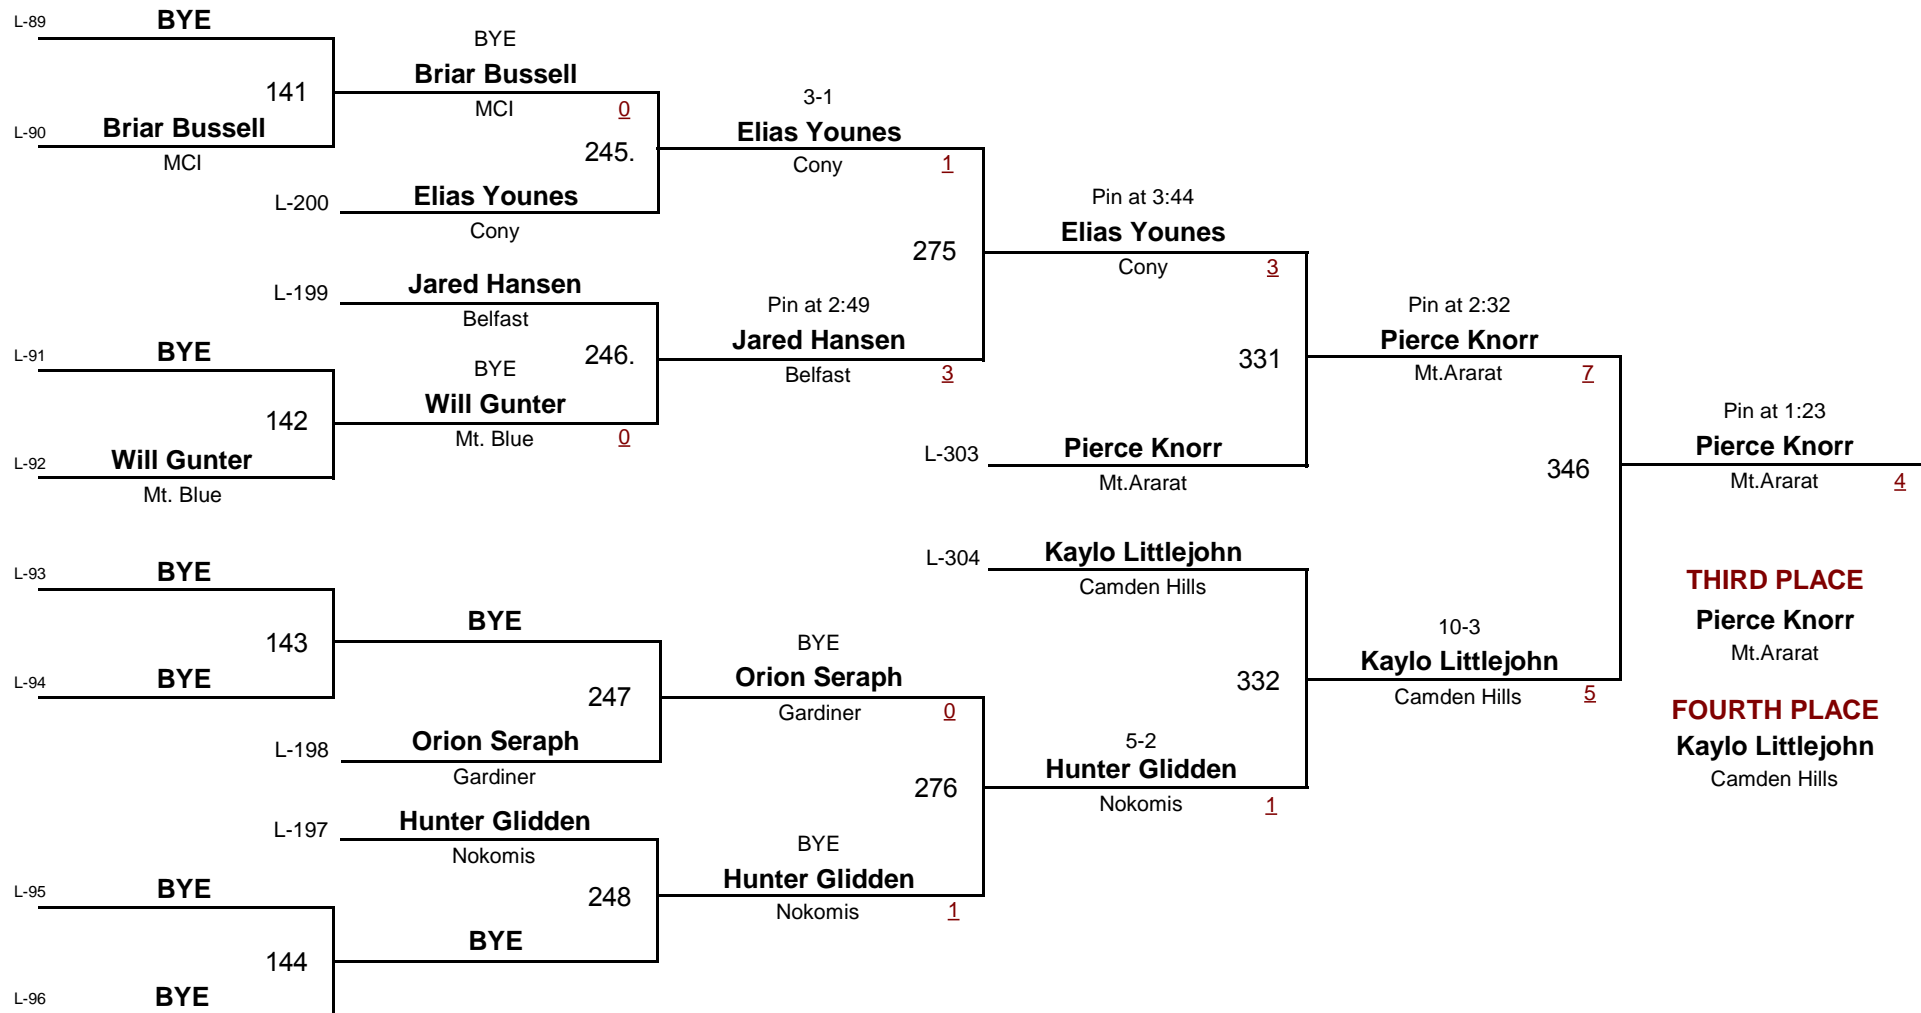 L-89 BYE
141
L-90 Briar Bussell
MCI
BYE
Briar Bussell
MCI 0
245.
L-200 Elias Younes
Cony
3-1
Elias Younes
Cony 1
L-199 Jared Hansen
Belfast
246.
L-91 BYE
142
L-92 Will Gunter
Mt. Blue
BYE
Will Gunter
Mt. Blue 0
Pin at 2:49
Jared Hansen
Belfast 3
275
Pin at 3:44
Elias Younes
Cony 3
331
L-303 Pierce Knorr
Mt.Ararat
Pin at 2:32
Pierce Knorr
Mt.Ararat 7
346
Pin at 1:23
Pierce Knorr
Mt.Ararat 4
L-93 BYE
143
L-94 BYE
BYE
247
L-198 Orion Seraph
Gardiner
BYE
Orion Seraph
Gardiner 0
276
L-197 Hunter Glidden
Nokomis
248
L-95 BYE
144
L-96 BYE
BYE
BYE
Hunter Glidden
Nokomis 1
5-2
Hunter Glidden
Nokomis 1
L-304 Kaylo Littlejohn
Camden Hills
332
10-3
Kaylo Littlejohn
Camden Hills 5
THIRD PLACE
Pierce Knorr
Mt.Ararat
FOURTH PLACE
Kaylo Littlejohn
Camden Hills